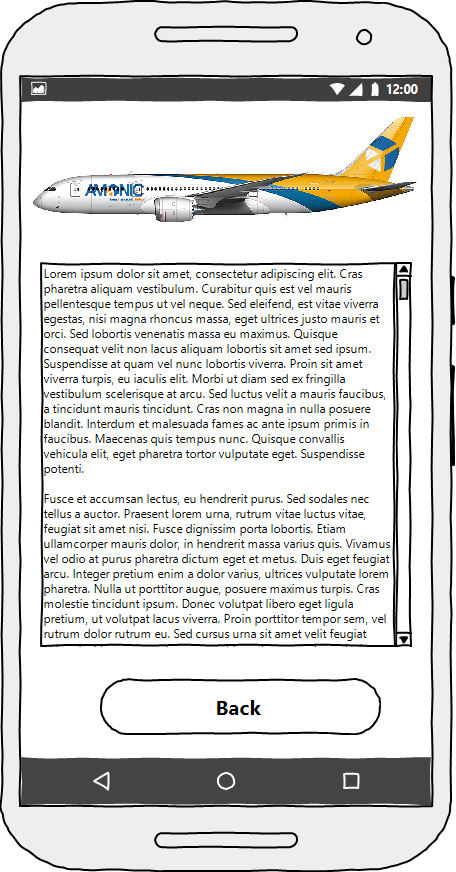 12:00
AVIONIC
Lorem ipsum dolor sit amet, consectetur adipiscing elit. Cras
pharetra aliquam vestibulum. Curabitur quis est vel mauris
pellentesque tempus ut vel neque. Sed eleifend, est vitae viverra
egestas, nisi magna rhoncus massa, eget ultrices justo mauris et
orci. Sed lobortis venenatis massa eu maximus. Quisque
consequat velit non lacus aliquam lobortis sit amet sed ipsum.
Suspendisse at quam vel nunc lobortis viverra. Proin sit amet
viverra turpis, eu iaculis elit. Morbi ut diam sed ex fringilla
vestibulum scelerisque at arcu. Sed luctus velit a mauris faucibus,
a tincidunt mauris tincidunt. Cras non magna in nulla posuere
blandit. Interdum et malesuada fames ac ante ipsum primis in
faucibus. Maecenas quis tempus nunc. Quisque convallis
vehicula elit, eget pharetra tortor vulputate eget. Suspendisse
potenti.
Fusce et accumsan lectus, eu hendrerit purus. Sed sodales nec
tellus a auctor. Praesent lorem urna, rutrum vitae luctus vitae,
feugiat sit amet nisi. Fusce dignissim porta lobortis. Etiam
ullamcorper mauris dolor, in hendrerit massa varius quis. Vivamus
vel odio at purus pharetra dictum eget et metus. Duis eget feugiat
arcu. Integer pretium enim a dolor varius, ultrices vulputate lorem
pharetra. Nulla ut porttitor augue, posuere maximus turpis. Cras
molestie tincidunt ipsum. Donec volutpat libero eget ligula
pretium, ut volutpat lacus viverra. Proin porttitor tempor sem, vel
rutrum dolor rutrum eu. Sed cursus urna sit amet velit feugiat
Back